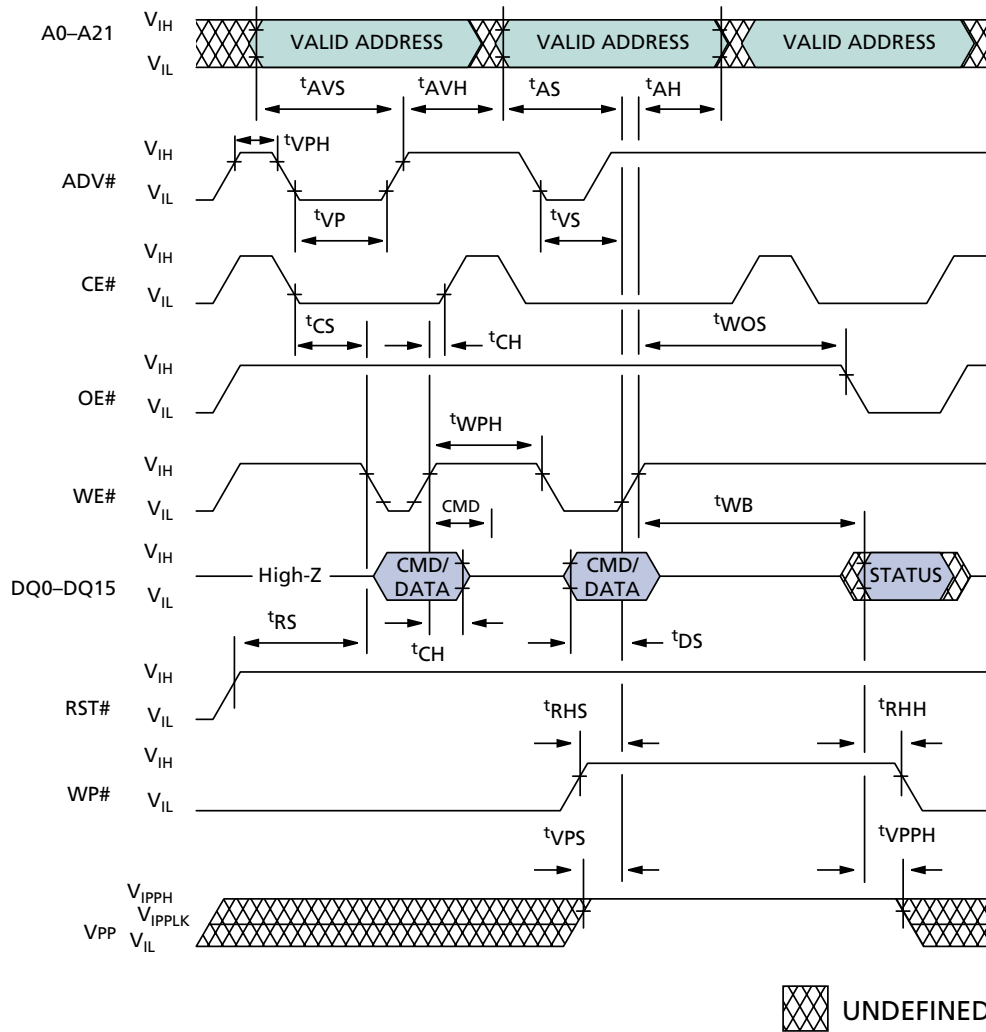 A0–A21 VIH VALID ADDRESS VALID ADDRESS VALID ADDRESS
VIL
tAVS tAVH tAS tAH
VIH tVPH
ADV#
VIL
tVP tVS
VIH
CE#
VIL
tCS tCH tWOS
VIH
OE#
VIL
tWPH
VIH
WE#
VIL CMD tWB
VIH
DQ0–DQ15 High-Z CMD/ CMD/ STATUS
VIL DATA DATA
tRS tCH tDS
VIH
RST#
VIL
tRHS tRHH
VIH
WP#
VIL
tVPS tVPPH
VIPPH
VIPPLK
VPP
VIL
UNDEFINED